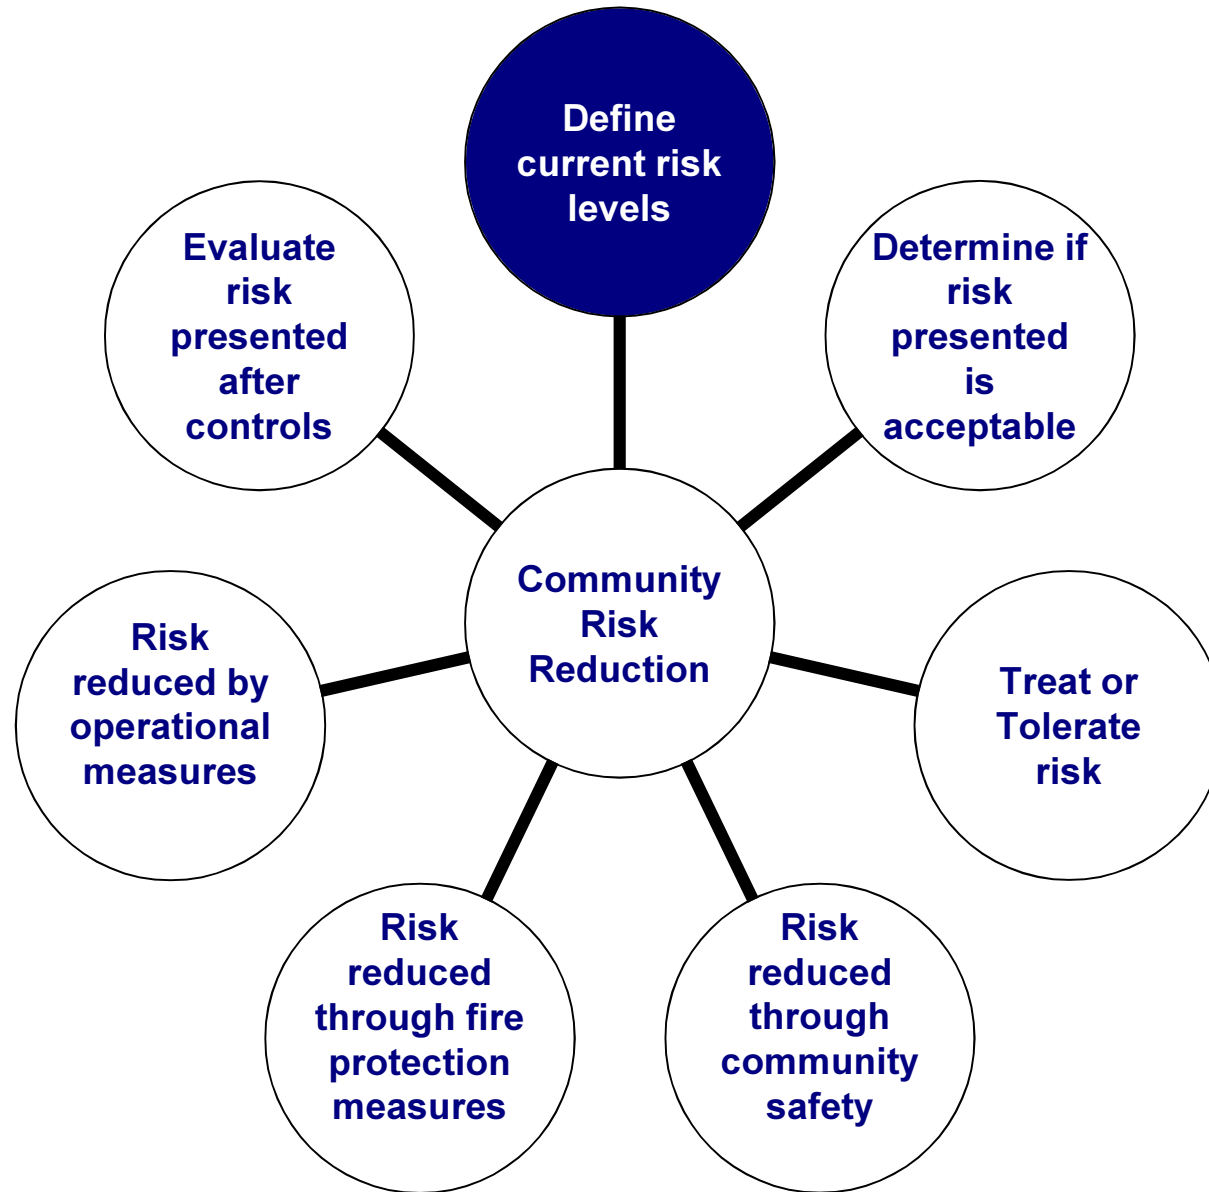 Define
current risk
levels
Determine if
risk
presented
is
acceptable
Treat or
Tolerate
risk
Risk
reduced
through
community
safety
Risk
reduced
through fire
protection
measures
Risk
reduced by
operational
measures
Evaluate
risk
presented
after
controls
Community
Risk
Reduction